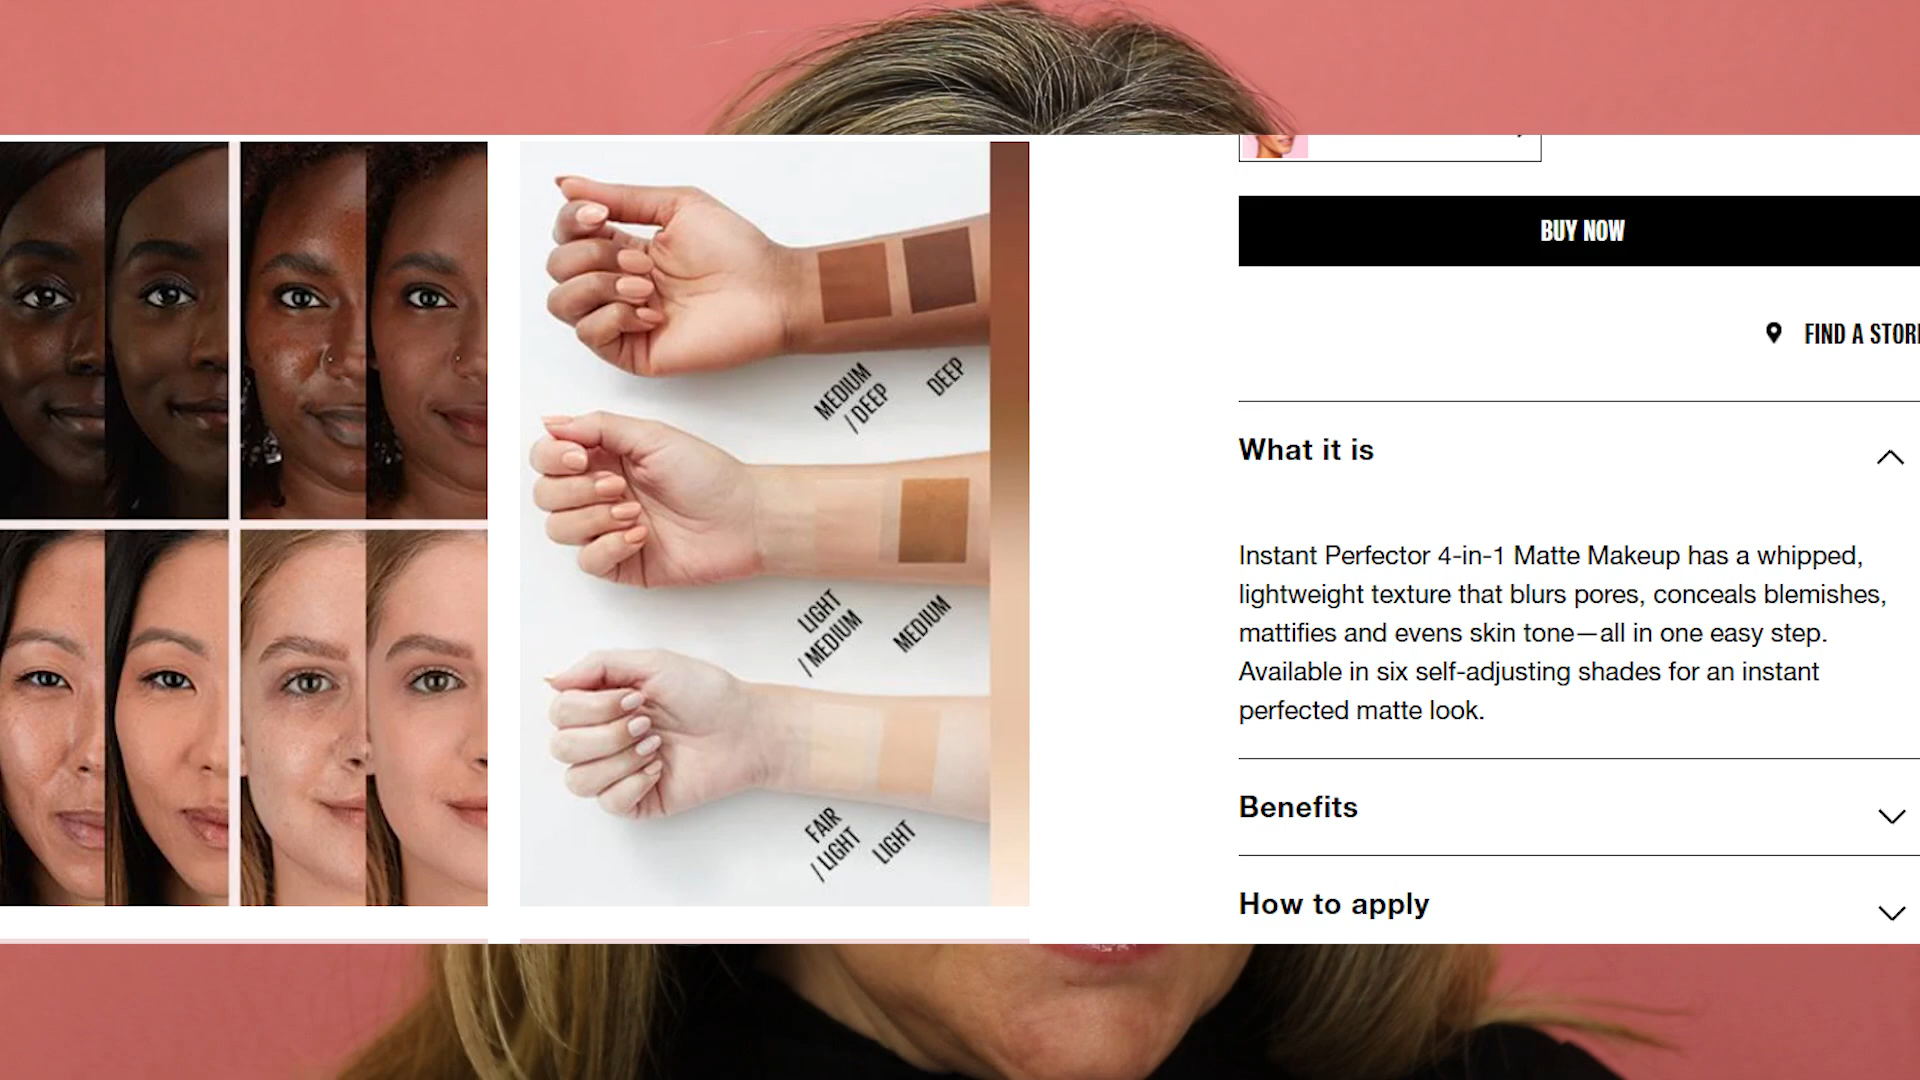 MEDIUM
/ DEEP
DEEP
LIGHT
/ MEDIUM
MEDIUM
FAIR
/ LIGHT
LIGHT
BUY NOW
FIND A STOR
What it is
Instant Perfector 4-in-1 Matte Makeup has a whipped,
lightweight texture that blurs pores, conceals blemishes,
mattifies and evens skin tone—all in one easy step.
Available in six self-adjusting shades for an instant
perfected matte look.
Benefits
How to apply